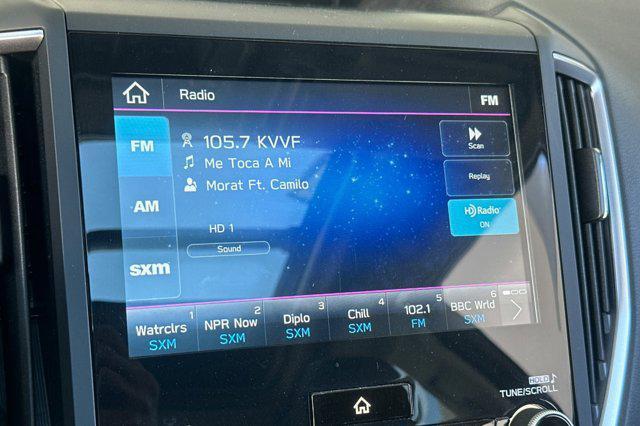 Radio
FM
FM
AM
sxm
105.7 KVVF
Me Toca A Mi
Morat Ft. Camilo
HD 1
Sound
Scan
Replay
HD Radio
ON
Watrclrs 1
SXM
NPR Now 2
SXM
Diplo 3
SXM
Chill 4
SXM
102.1 5
FM
BBC Wrld 6
SXM
HOLD
TUNE/SCROLL